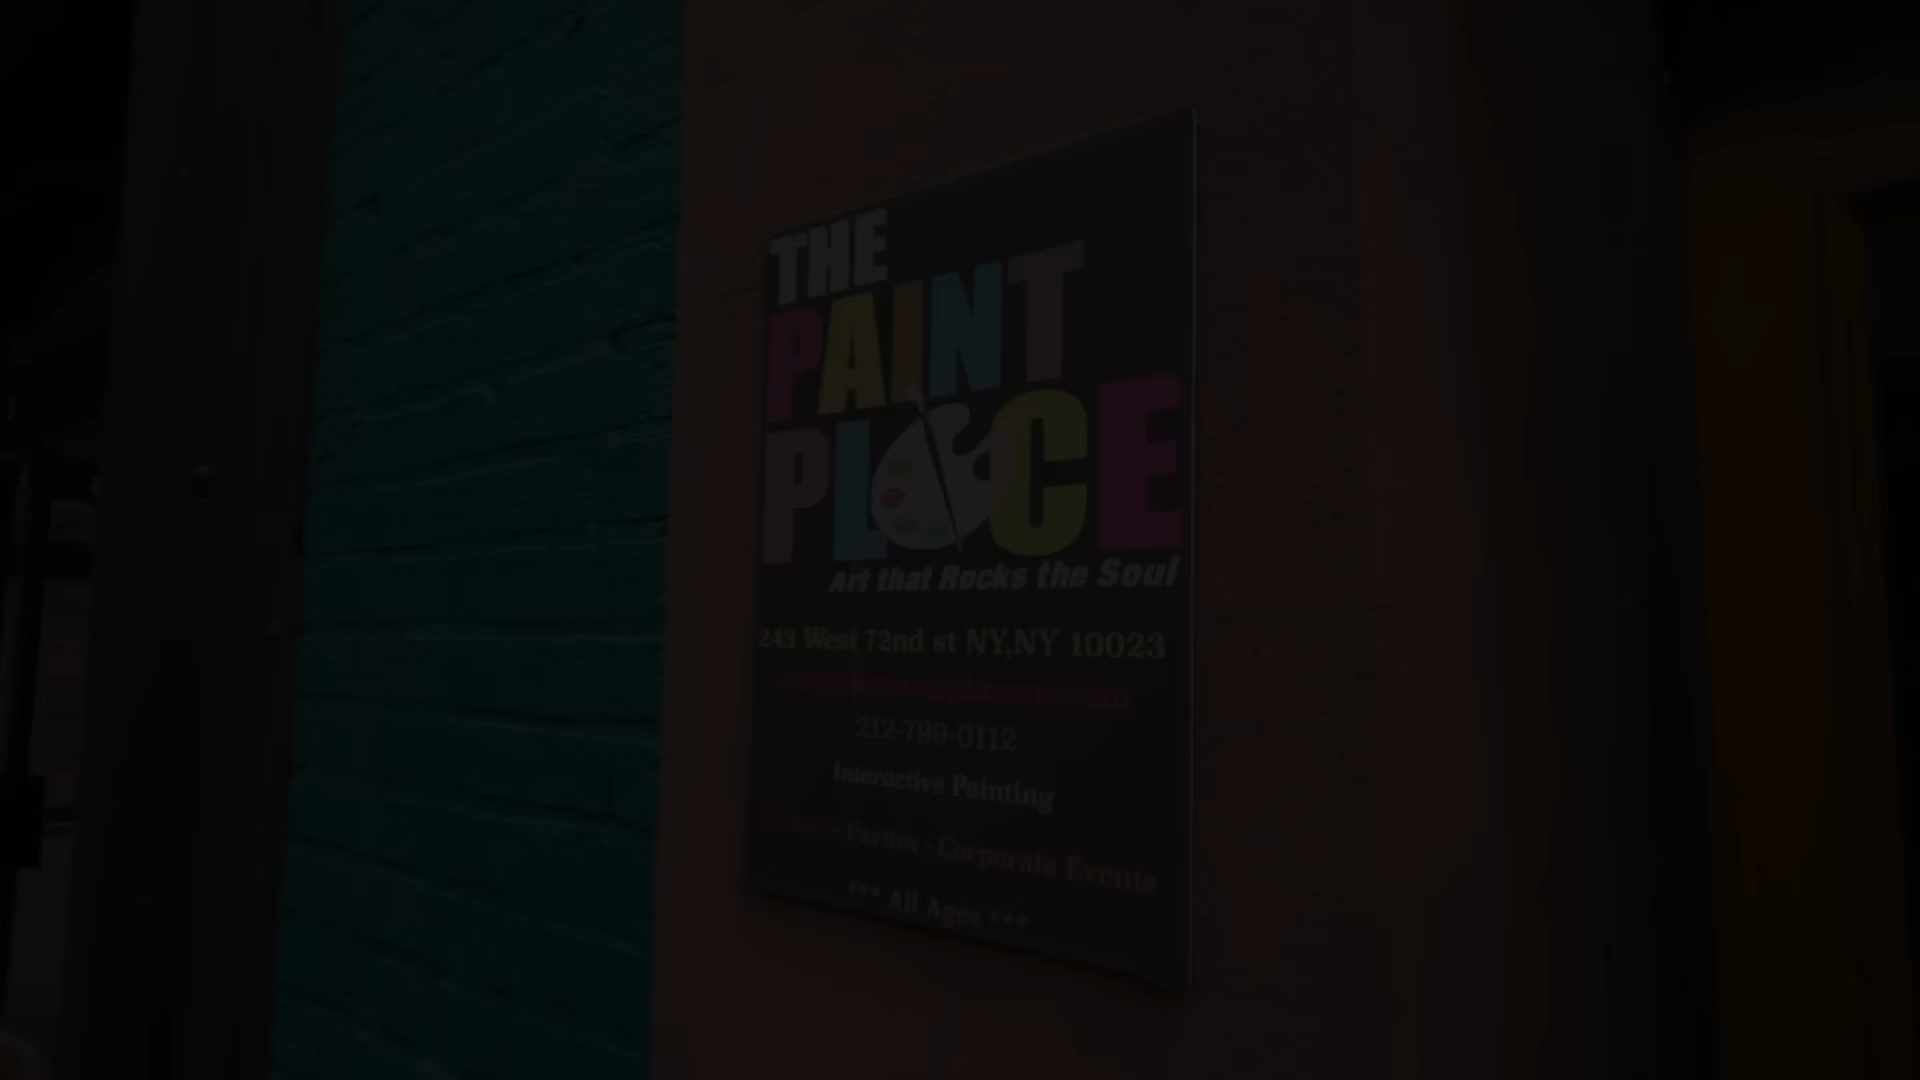 THE
PAINT
PLACE
Art that Rocks the Soul
243 West 72nd st NY,NY 10023
212-799-0112
Interactive Painting
- Parties - Corporate Events
*** All Ages ***